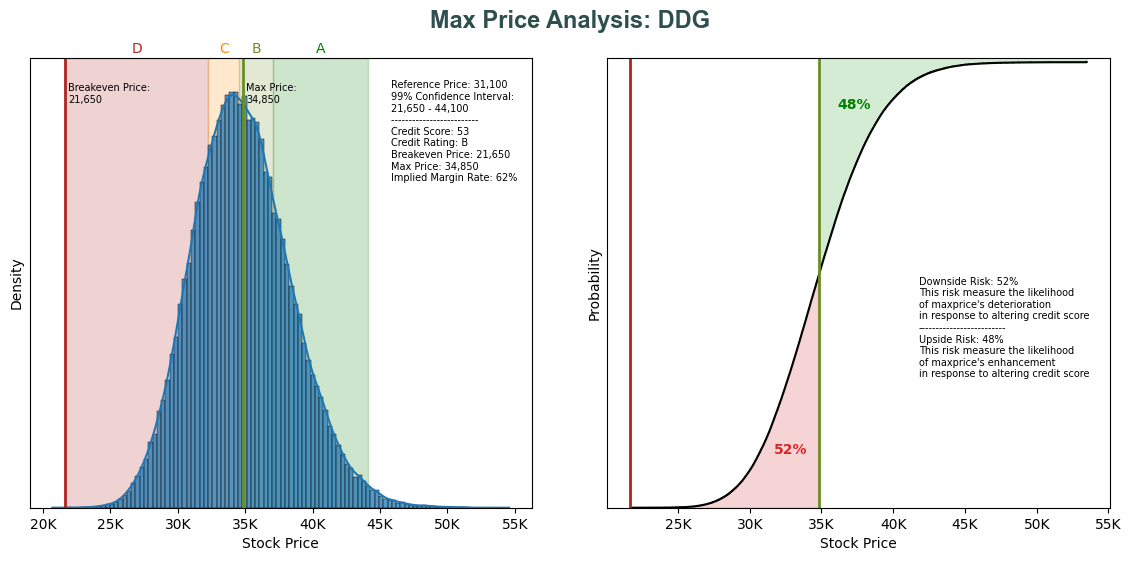 Max Price Analysis: DDG
D C B A
Breakeven Price:
21,650
Max Price:
34,850
Reference Price: 31,100
99% Confidence Interval:
21,650 - 44,100
-------------------------
Credit Score: 53
Credit Rating: B
Breakeven Price: 21,650
Max Price: 34,850
Implied Margin Rate: 62%
Density
20K 25K 30K 35K 40K 45K 50K 55K
Stock Price
48%
52%
Downside Risk: 52%
This risk measure the likelihood
of maxprice's deterioration
in response to altering credit score
-------------------------
Upside Risk: 48%
This risk measure the likelihood
of maxprice's enhancement
in response to altering credit score
Probability
25K 30K 35K 40K 45K 50K 55K
Stock Price